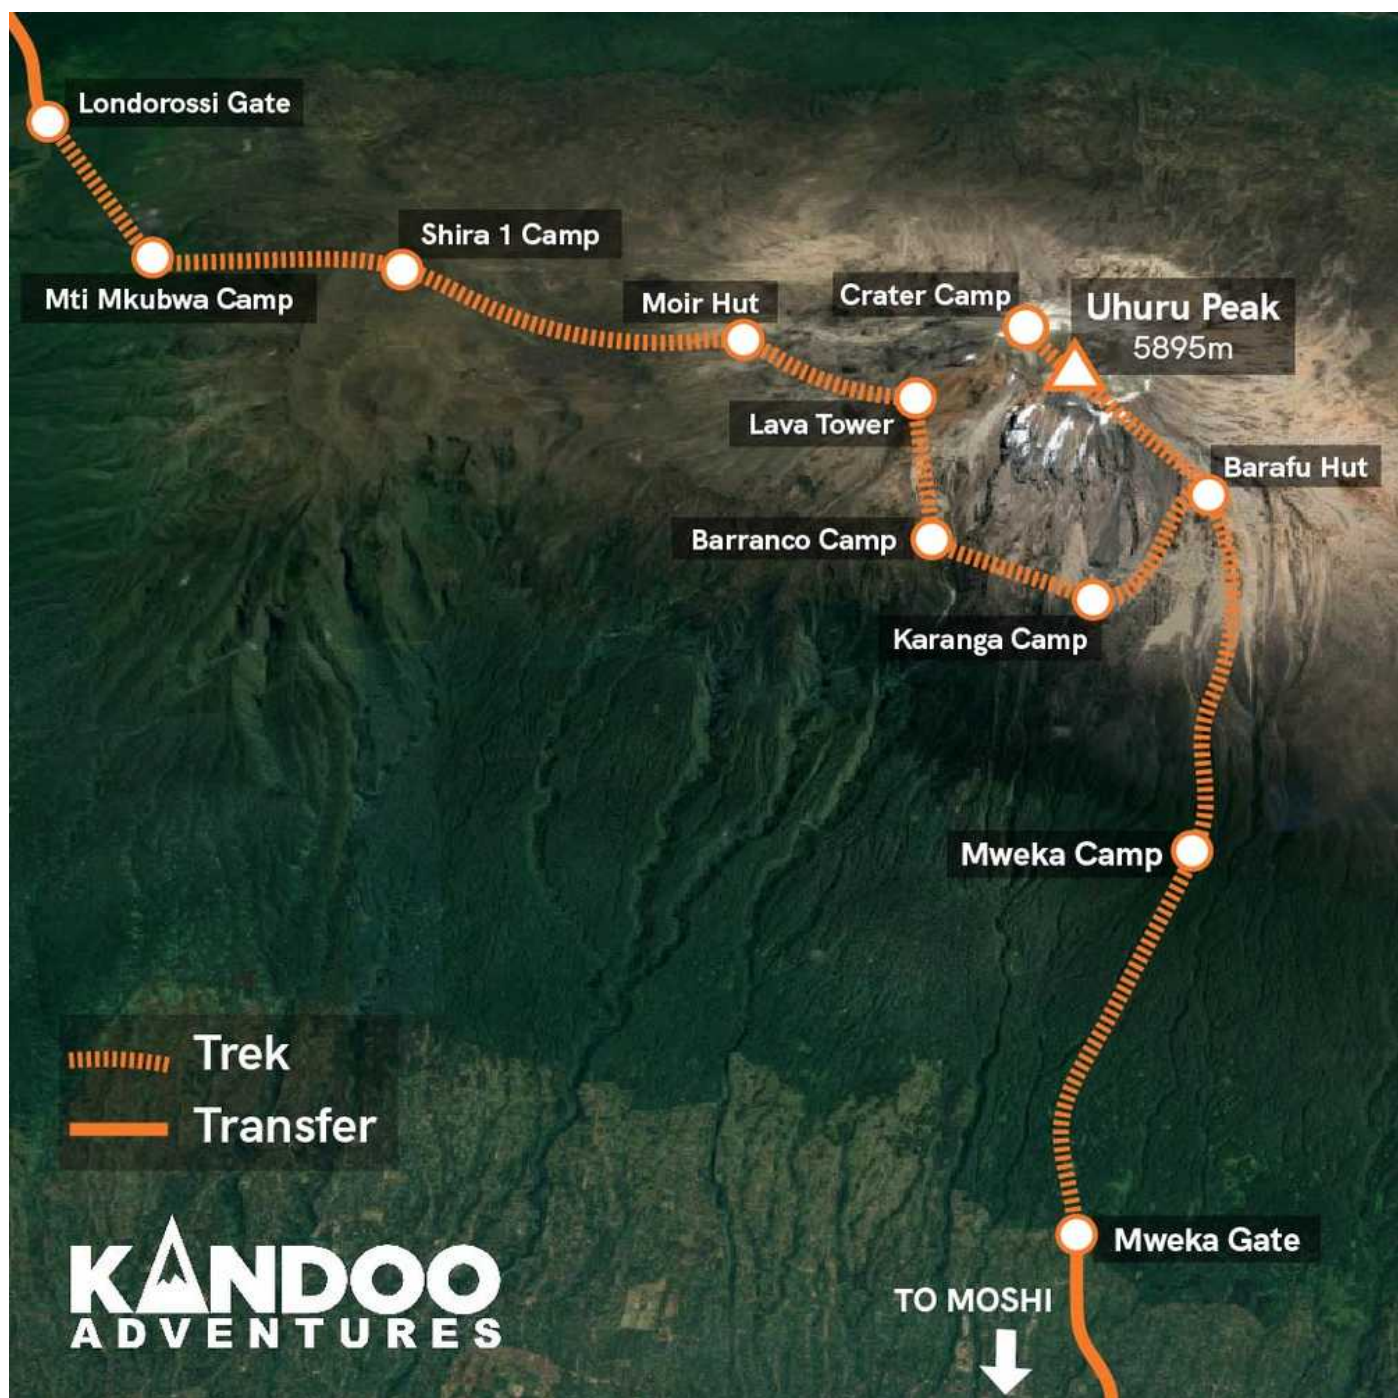 Londorossi Gate
Shira 1 Camp
Mti Mkubwa Camp
Moir Hut
Crater Camp
Uhuru Peak
5895m
Lava Tower
Barafu Hut
Barranco Camp
Karanga Camp
Mweka Camp
Trek
Transfer
Mweka Gate
TO MOSHI
KANDOO
ADVENTURES